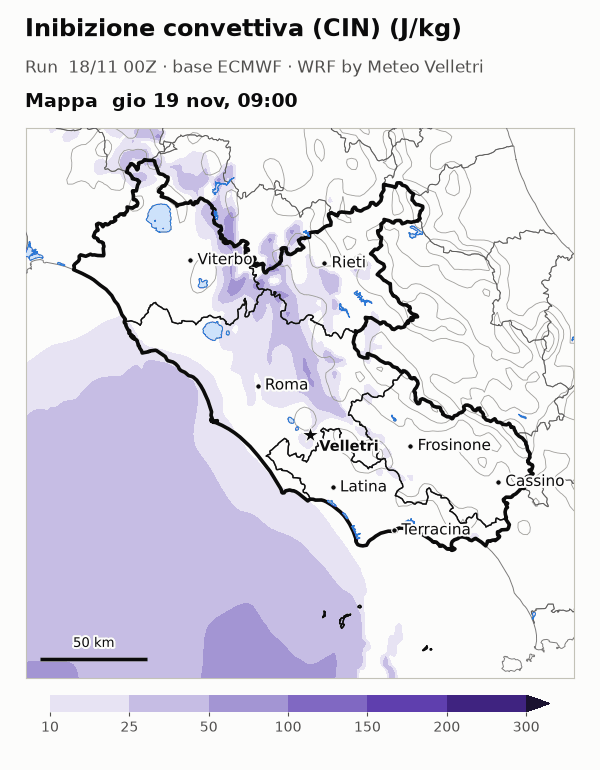 Inibizione convettiva (CIN) (J/kg)
Run 18/11 00Z · base ECMWF · WRF by Meteo Velletri
Mappa gio 19 nov, 09:00
Viterbo
Rieti
Roma
Velletri
Frosinone
Cassino
Latina
Terracina
50 km
10 25 50 100 150 200 300